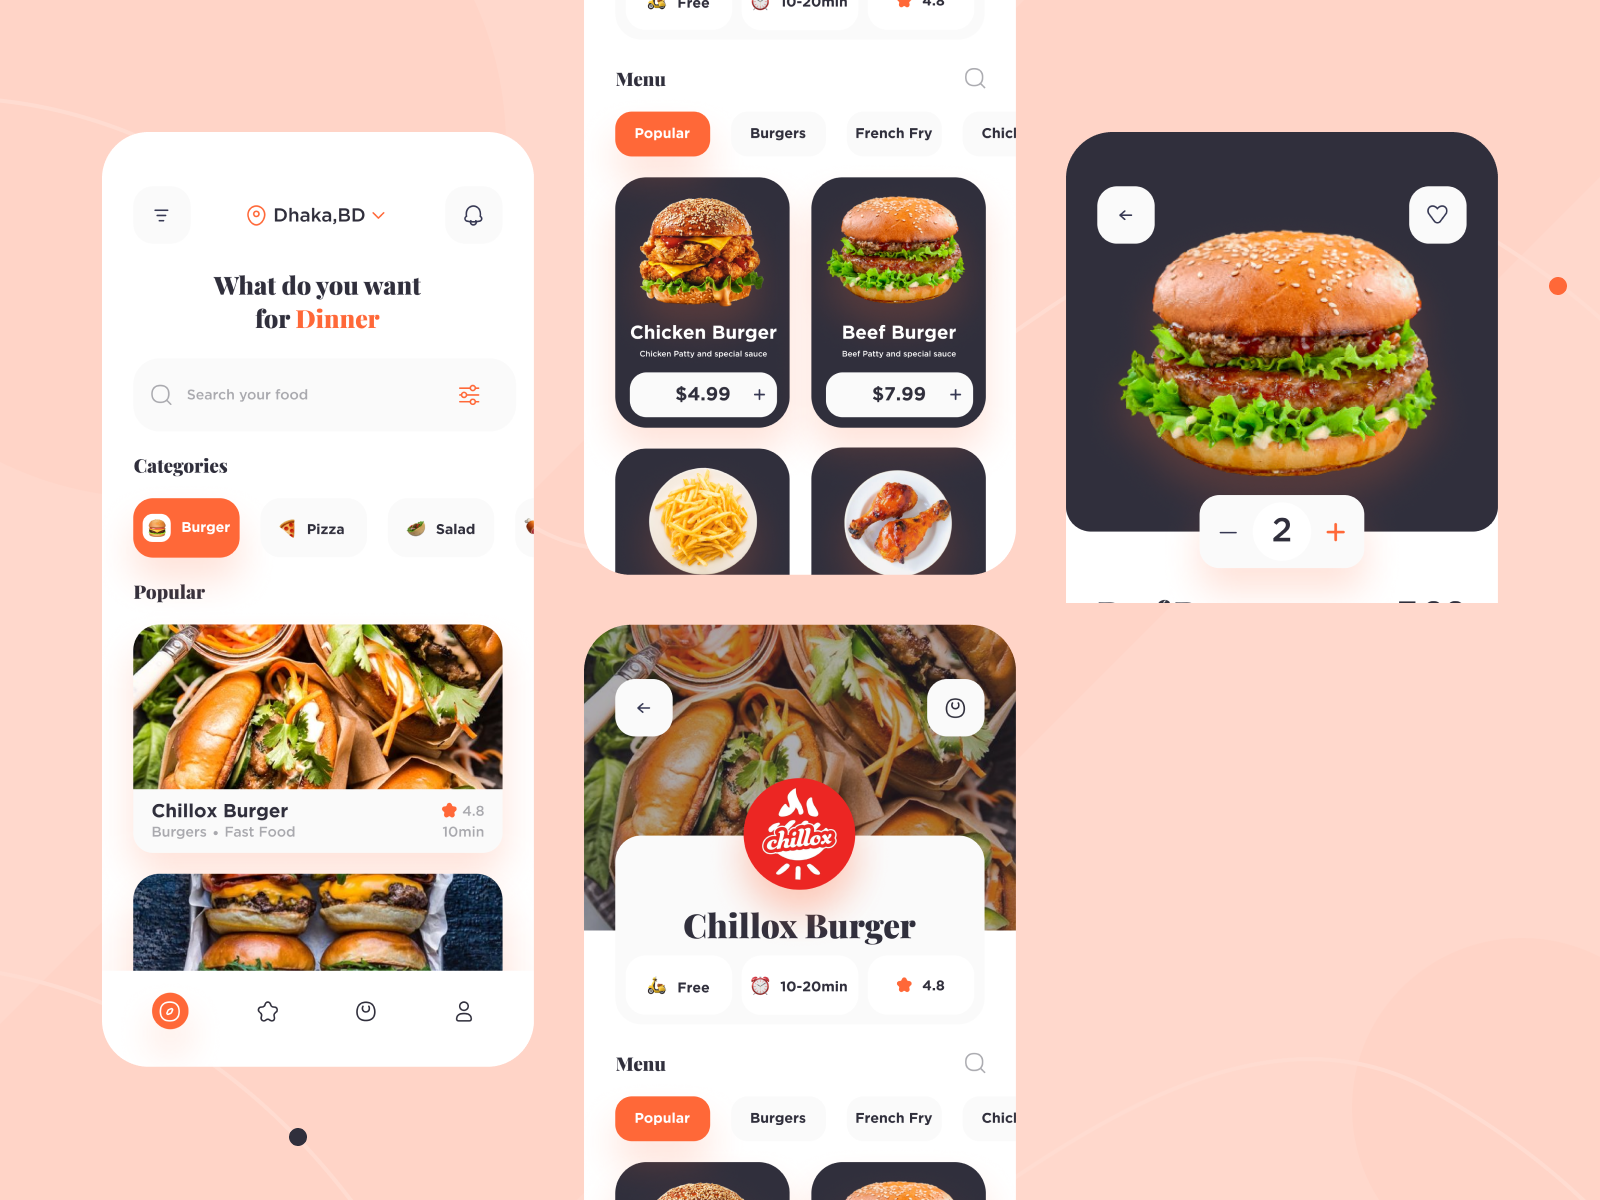 Dhaka,BD
What do you want
for Dinner
Search your food
Categories
Burger
Pizza
Salad
Popular
Chillox Burger
4.8
Burgers • Fast Food
10min
Free
10-20min
4.8
Menu
Popular
Burgers
French Fry
Chicken Burger
Chicken Patty and special sauce
$4.99 +
Beef Burger
Beef Patty and special sauce
$7.99 +
chillox
Chillox Burger
Free
10-20min
4.8
Menu
Popular
Burgers
French Fry
− 2 +